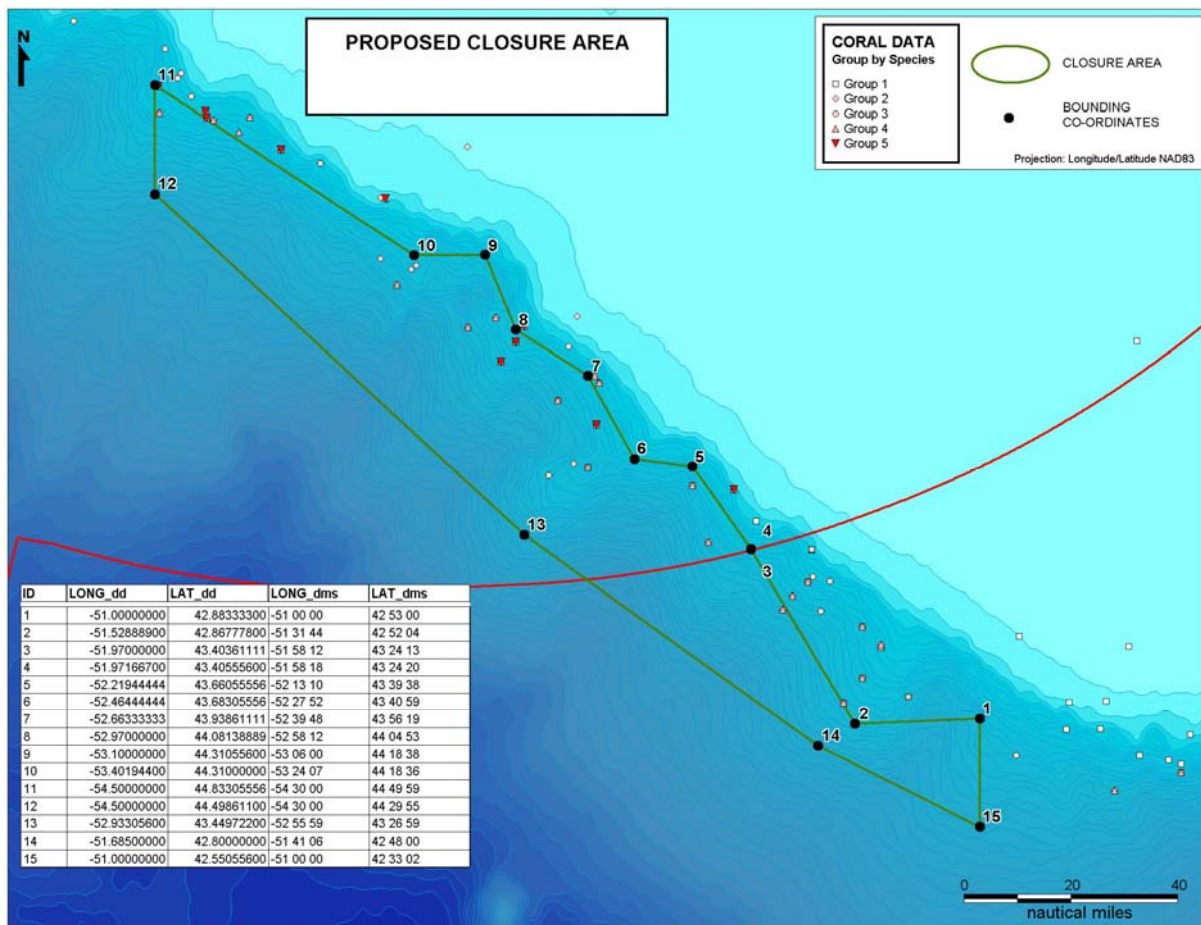 PROPOSED CLOSURE AREA
N
CORAL DATA
Group by Species
Group 1
Group 2
Group 3
Group 4
Group 5
CLOSURE AREA
BOUNDING
CO-ORDINATES
Projection: Longitude/Latitude NAD83
11
12
10
9
8
7
6
5
4
3
13
2
1
14
15
ID LONG_dd LAT_dd LONG_dms LAT_dms
1 -51.00000000 42.88333300 -51 00 00 42 53 00
2 -51.52888900 42.86777800 -51 31 44 42 52 04
3 -51.97000000 43.40361111 -51 58 12 43 24 13
4 -51.97166700 43.40555600 -51 58 18 43 24 20
5 -52.21944444 43.66055556 -52 13 10 43 39 38
6 -52.46444444 43.68305556 -52 27 52 43 40 59
7 -52.66333333 43.93861111 -52 39 48 43 56 19
8 -52.97000000 44.08138889 -52 58 12 44 04 53
9 -53.10000000 44.31055600 -53 06 00 44 18 38
10 -53.40194400 44.31000000 -53 24 07 44 18 36
11 -54.50000000 44.83305556 -54 30 00 44 49 59
12 -54.50000000 44.49861100 -54 30 00 44 29 55
13 -52.93305600 43.44972200 -52 55 59 43 26 59
14 -51.68500000 42.80000000 -51 41 06 42 48 00
15 -51.00000000 42.55055600 -51 00 00 42 33 02
0 20 40
nautical miles